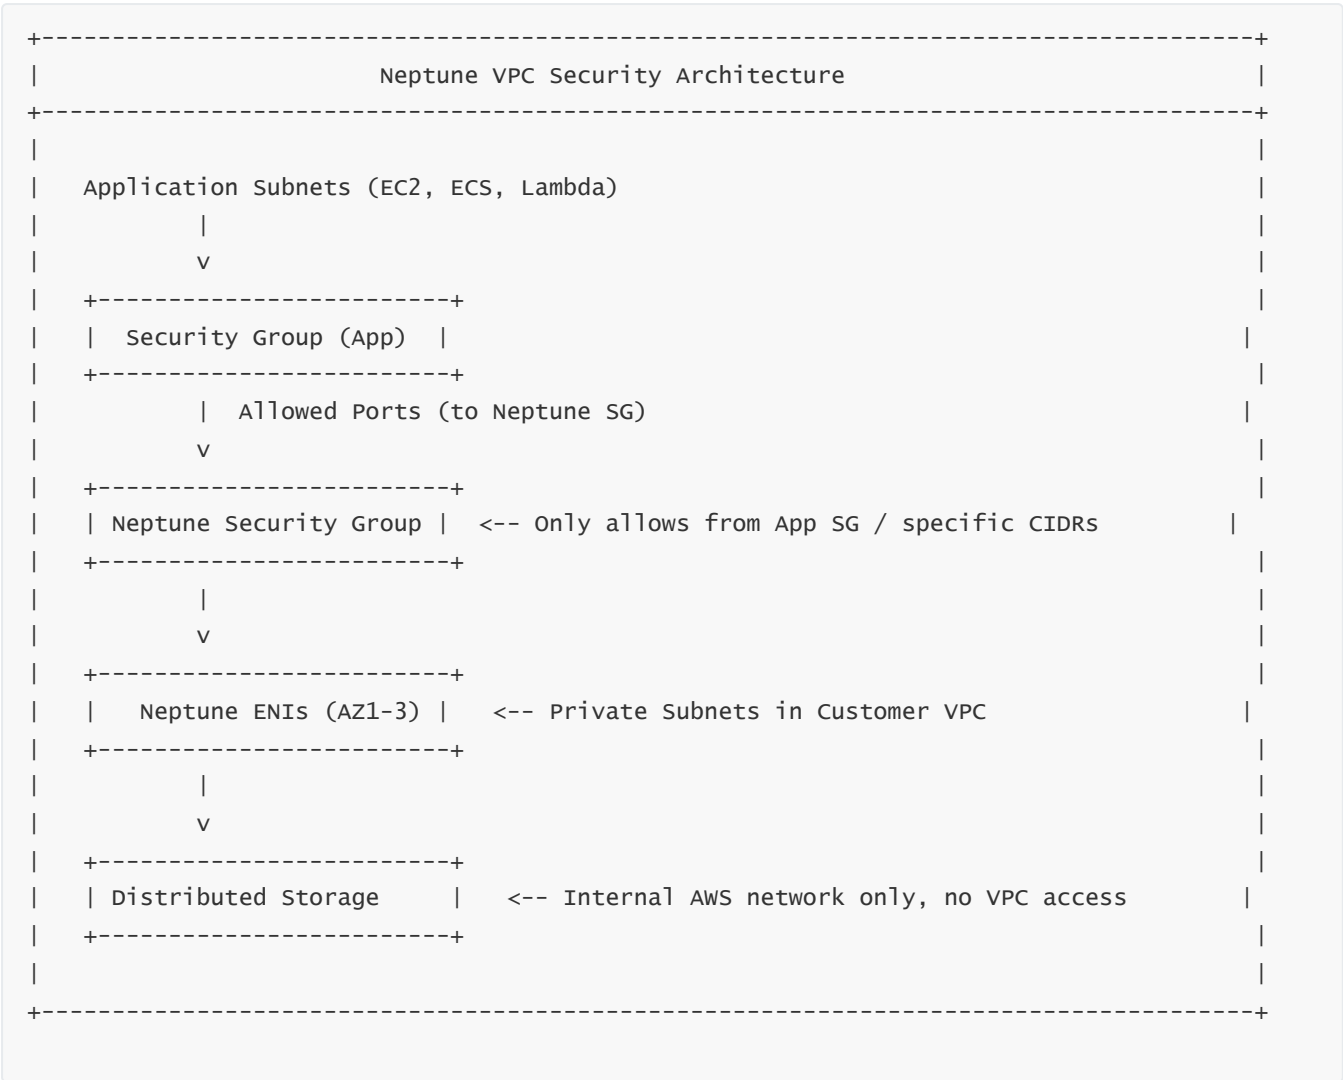 +--------------------------------------------------------------------------------------+
|                        Neptune VPC Security Architecture                             |
+--------------------------------------------------------------------------------------+
|                                                                                      |
|   Application Subnets (EC2, ECS, Lambda)                                             |
|           |                                                                          |
|           v                                                                          |
|   +-------------------------+                                                        |
|   |  Security Group (App)  |                                                        |
|   +-------------------------+                                                        |
|           |  Allowed Ports (to Neptune SG)                                          |
|           v                                                                          |
|   +-------------------------+                                                        |
|   | Neptune Security Group |  <-- Only allows from App SG / specific CIDRs         |
|   +-------------------------+                                                        |
|           |                                                                          |
|           v                                                                          |
|   +-------------------------+                                                        |
|   |   Neptune ENIs (AZ1-3) |   <-- Private Subnets in Customer VPC                  |
|   +-------------------------+                                                        |
|           |                                                                          |
|           v                                                                          |
|   +-------------------------+                                                        |
|   | Distributed Storage     |   <-- Internal AWS network only, no VPC access        |
|   +-------------------------+                                                        |
|                                                                                      |
+--------------------------------------------------------------------------------------+